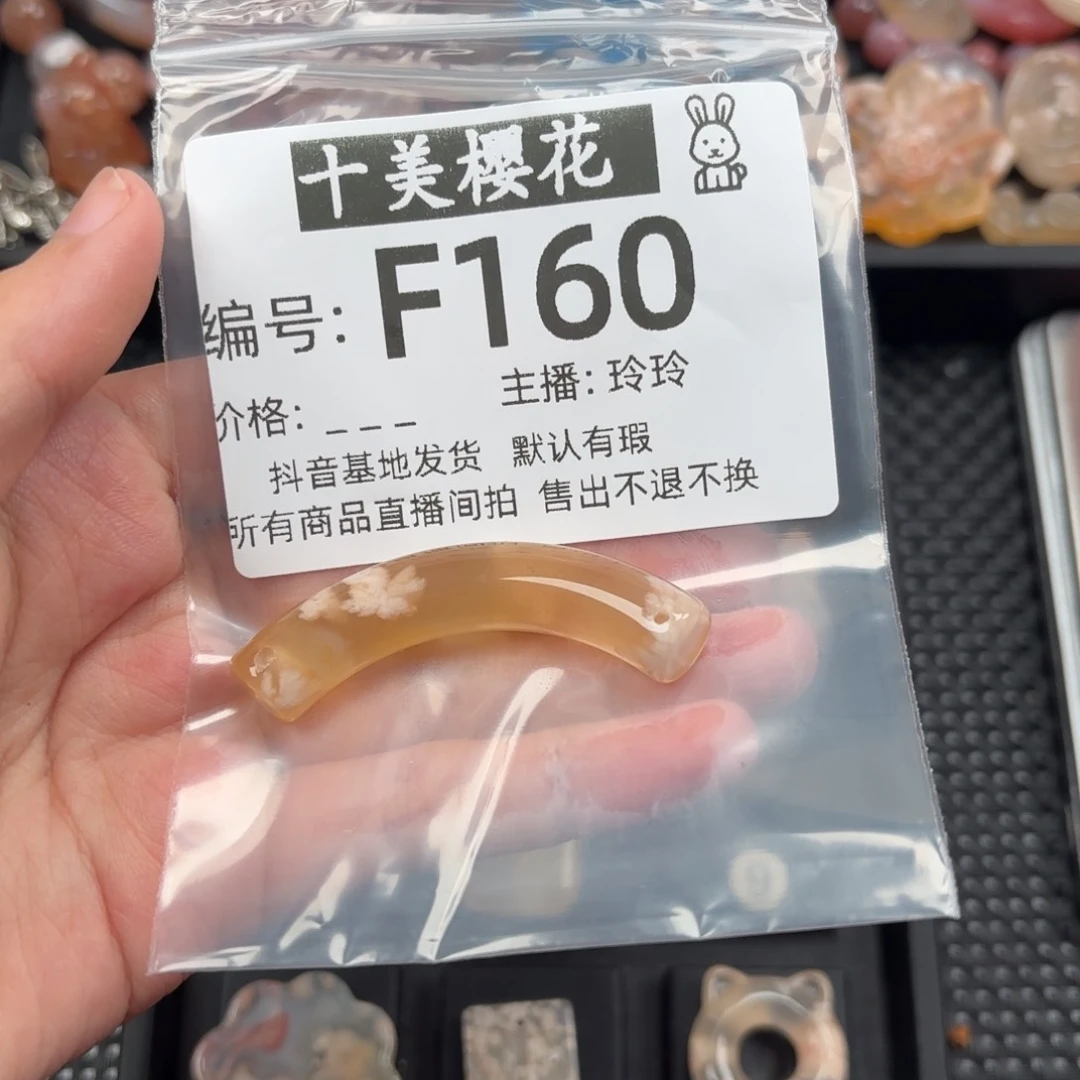 十美樱花
编号: F160
主播: 玲玲
价格: _ _ _
抖音基地发货 默认有瑕
所有商品直播间拍 售出不退不换